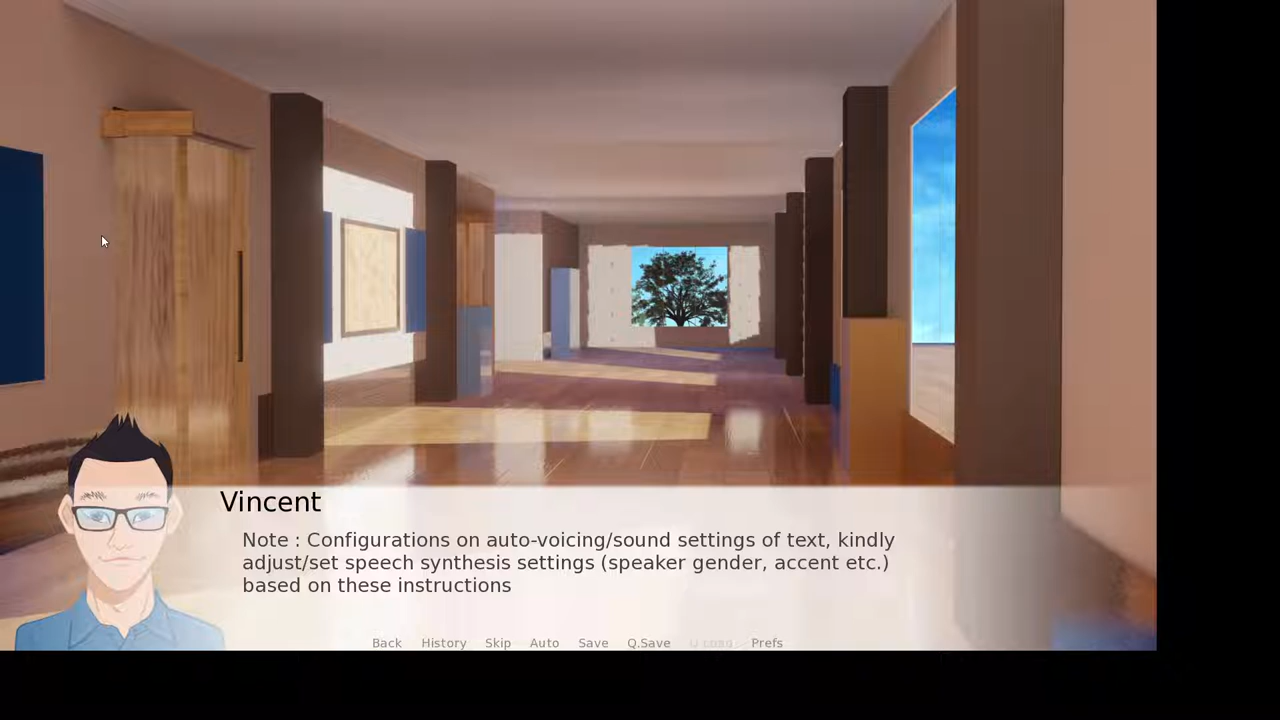 Vincent
Note : Configurations on auto-voicing/sound settings of text, kindly
adjust/set speech synthesis settings (speaker gender, accent etc.)
based on these instructions
Back History Skip Auto Save Q.Save Q.Load Prefs